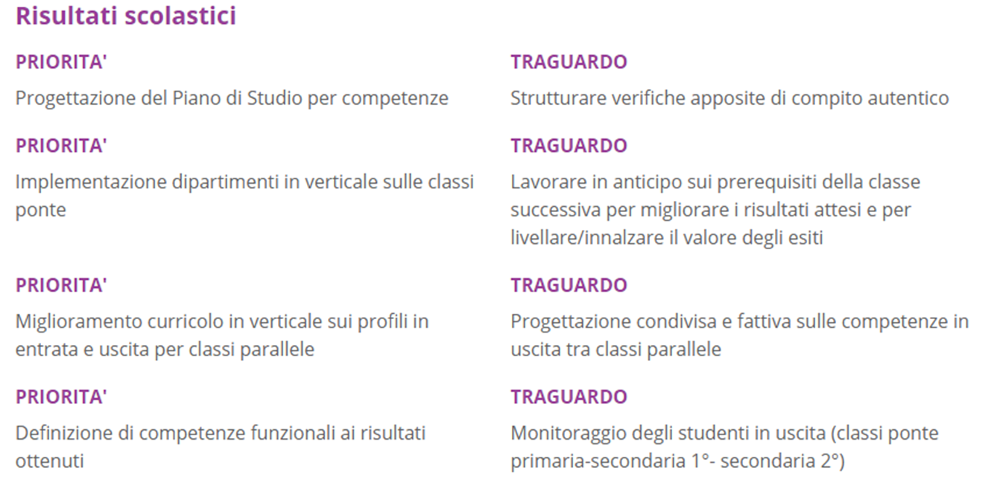 Risultati scolastici
PRIORITA'
TRAGUARDO
Progettazione del Piano di Studio per competenze
Strutturare verifiche apposite di compito autentico
PRIORITA'
TRAGUARDO
Implementazione dipartimenti in verticale sulle classi
ponte
Lavorare in anticipo sui prerequisiti della classe
successiva per migliorare i risultati attesi e per
livellare/innalzare il valore degli esiti
PRIORITA'
TRAGUARDO
Miglioramento curricolo in verticale sui profili in
entrata e uscita per classi parallele
Progettazione condivisa e fattiva sulle competenze in
uscita tra classi parallele
PRIORITA'
TRAGUARDO
Definizione di competenze funzionali ai risultati
ottenuti
Monitoraggio degli studenti in uscita (classi ponte
primaria-secondaria 1°- secondaria 2°)